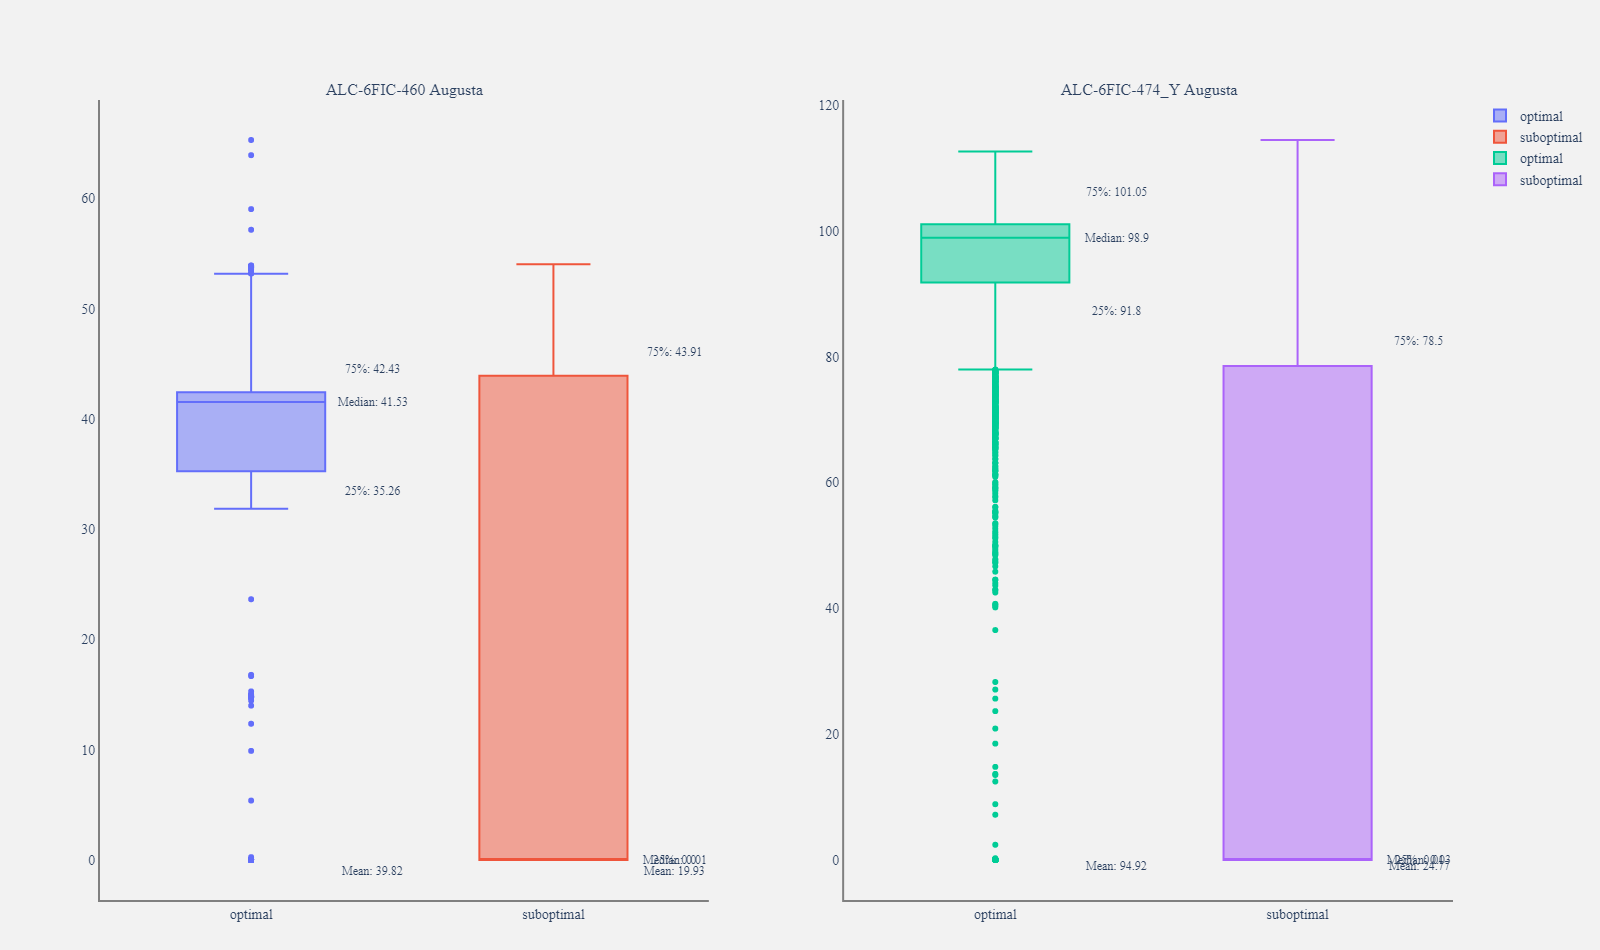 ALC-6FIC-460 Augusta
60
50
40
30
20
10
0
75%: 42.43
Median: 41.53
25%: 35.26
Mean: 39.82
75%: 43.91
Mean: 19.93
optimal
suboptimal
ALC-6FIC-474_Y Augusta
120
100
80
60
40
20
0
75%: 101.05
Median: 98.9
25%: 91.8
Mean: 94.92
75%: 78.5
Mean: 24.77
optimal
suboptimal
optimal
suboptimal
optimal
suboptimal